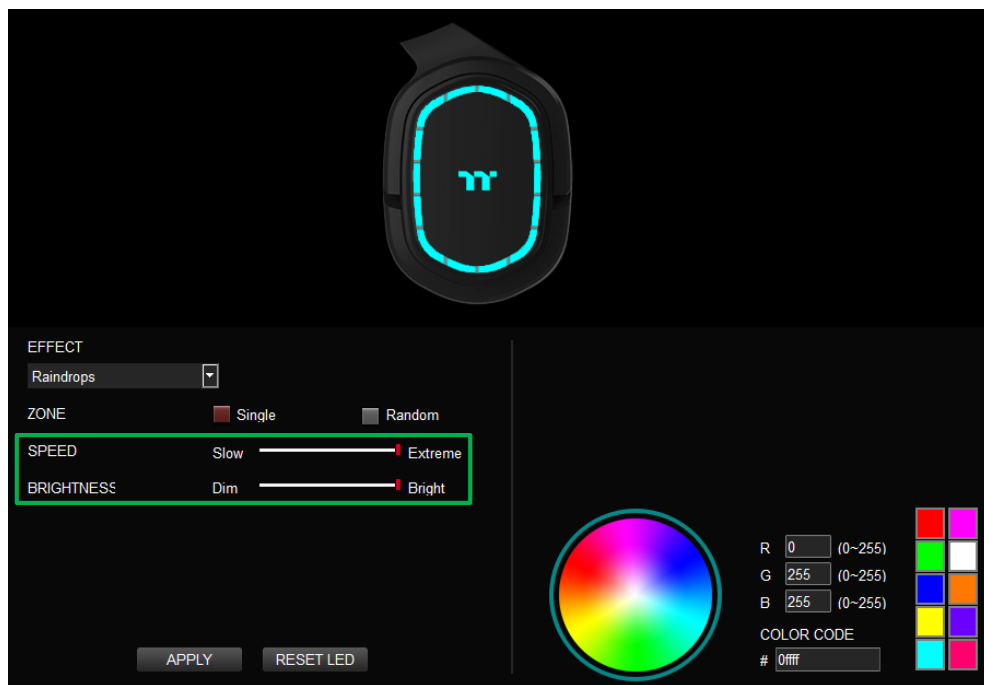 EFFECT
Raindrops
ZONE Single Random
SPEED Slow Extreme
BRIGHTNESS Dim Bright
APPLY RESET LED
R 0 (0~255)
G 255 (0~255)
B 255 (0~255)
COLOR CODE
# 0ffff